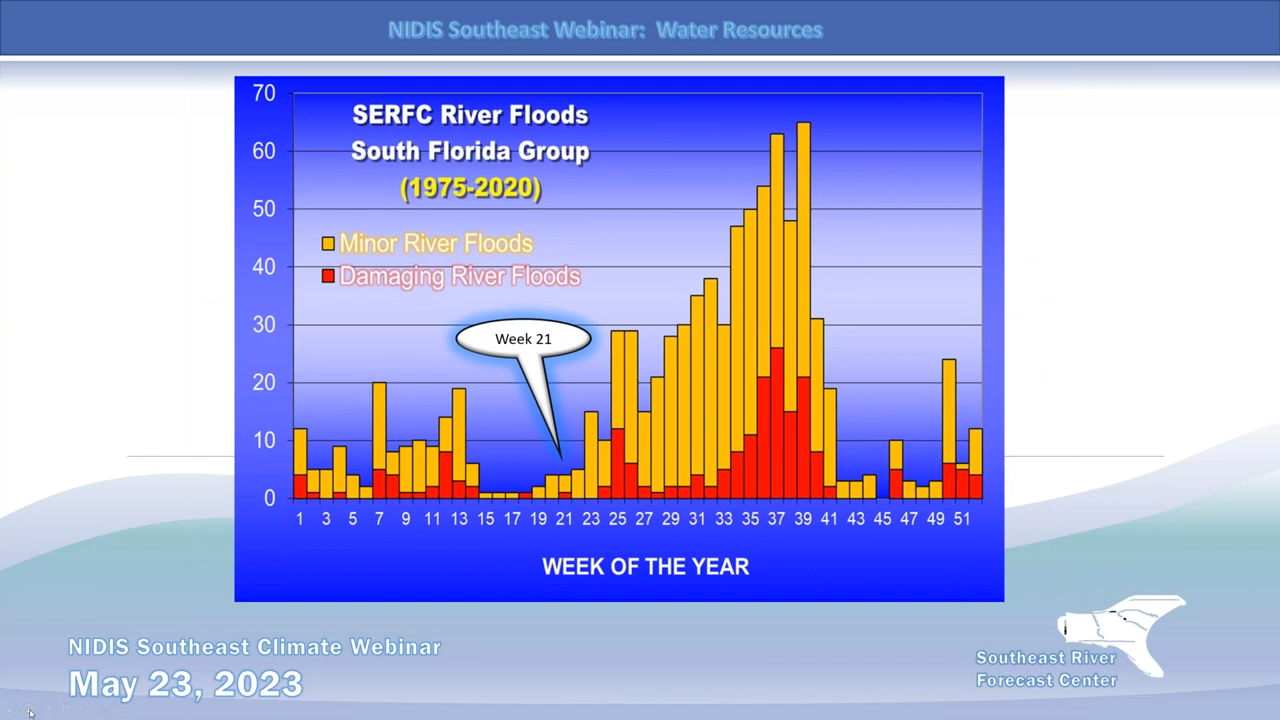 NIDIS Southeast Webinar: Water Resources
70
SERFC River Floods
60
South Florida Group
(1975-2020)
50
Minor River Floods
40
Damaging River Floods
30
Week 21
20
10
0
1 3 5 7 9 11 13 15 17 19 21 23 25 27 29 31 33 35 37 39 41 43 45 47 49 51
WEEK OF THE YEAR
NIDIS Southeast Climate Webinar
May 23, 2023
Southeast River
Forecast Center